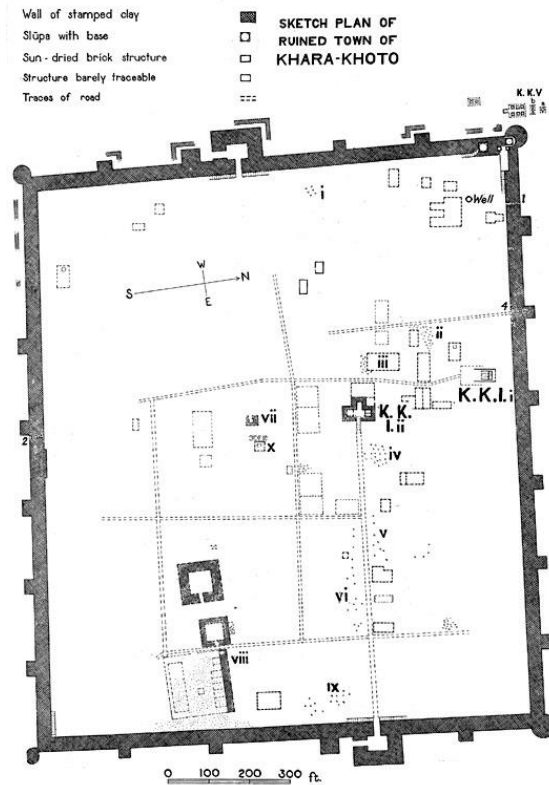 Wall of stamped clay
Stūpa with base
Sun-dried brick structure
Structure barely traceable
Traces of road
SKETCH PLAN OF
RUINED TOWN OF
KHARA-KHOTO
K.K.V
i
Well
1
W
S
N
E
4
ii
iii
K.K.I.i
K.K.
I.ii
vii
2
x
iv
v
vi
viii
ix
0 100 200 300 ft.